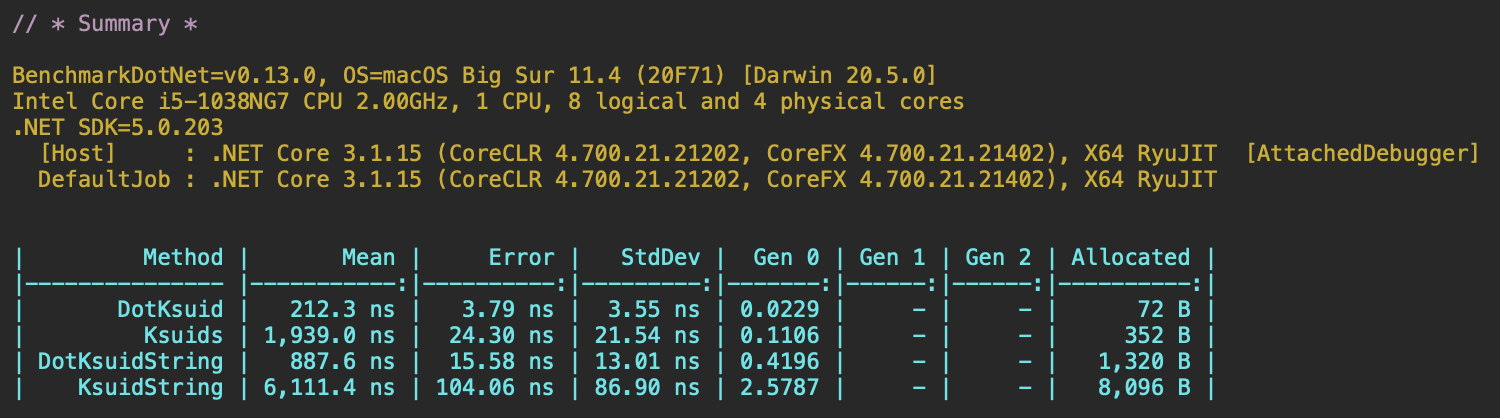 // * Summary *
BenchmarkDotNet=v0.13.0, OS=macOS Big Sur 11.4 (20F71) [Darwin 20.5.0]
Intel Core i5-1038NG7 CPU 2.00GHz, 1 CPU, 8 logical and 4 physical cores
.NET SDK=5.0.203
  [Host]     : .NET Core 3.1.15 (CoreCLR 4.700.21.21202, CoreFX 4.700.21.21402), X64 RyuJIT  [AttachedDebugger]
  DefaultJob : .NET Core 3.1.15 (CoreCLR 4.700.21.21202, CoreFX 4.700.21.21402), X64 RyuJIT
|         Method |       Mean |     Error |   StdDev |  Gen 0 | Gen 1 | Gen 2 | Allocated |
|--------------- |-----------:|----------:|---------:|-------:|------:|------:|----------:|
|       DotKsuid |   212.3 ns |   3.79 ns |  3.55 ns | 0.0229 |     - |     - |      72 B |
|         Ksuids | 1,939.0 ns |  24.30 ns | 21.54 ns | 0.1106 |     - |     - |     352 B |
| DotKsuidString |   887.6 ns |  15.58 ns | 13.01 ns | 0.4196 |     - |     - |   1,320 B |
|    KsuidString | 6,111.4 ns | 104.06 ns | 86.90 ns | 2.5787 |     - |     - |   8,096 B |